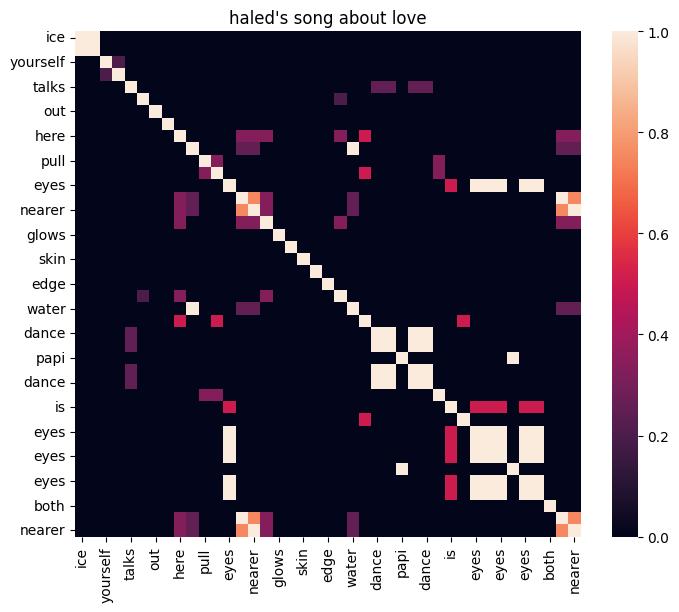 haled's song about love
ice
yourself
talks
out
here
pull
eyes
nearer
glows
skin
edge
water
dance
papi
dance
is
eyes
eyes
eyes
both
nearer
ice
yourself
talks
out
here
pull
eyes
nearer
glows
skin
edge
water
dance
papi
dance
is
eyes
eyes
eyes
both
nearer
1.0
0.8
0.6
0.4
0.2
0.0